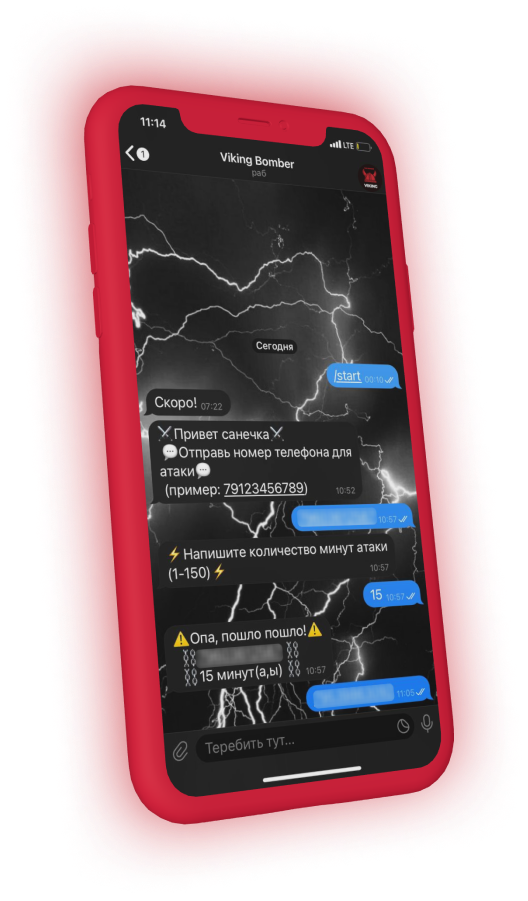 11:14
LTE
1
Viking Bomber
раб
VIKING
Сегодня
/start 00:10
Скоро! 07:22
Привет санечка
Отправь номер телефона для
атаки
(пример: 79123456789) 10:52
10:57
Напишите количество минут атаки
(1-150) 10:57
15 10:57
Опа, пошло пошло!
15 минут(а,ы) 10:57
11:05
Теребить тут...